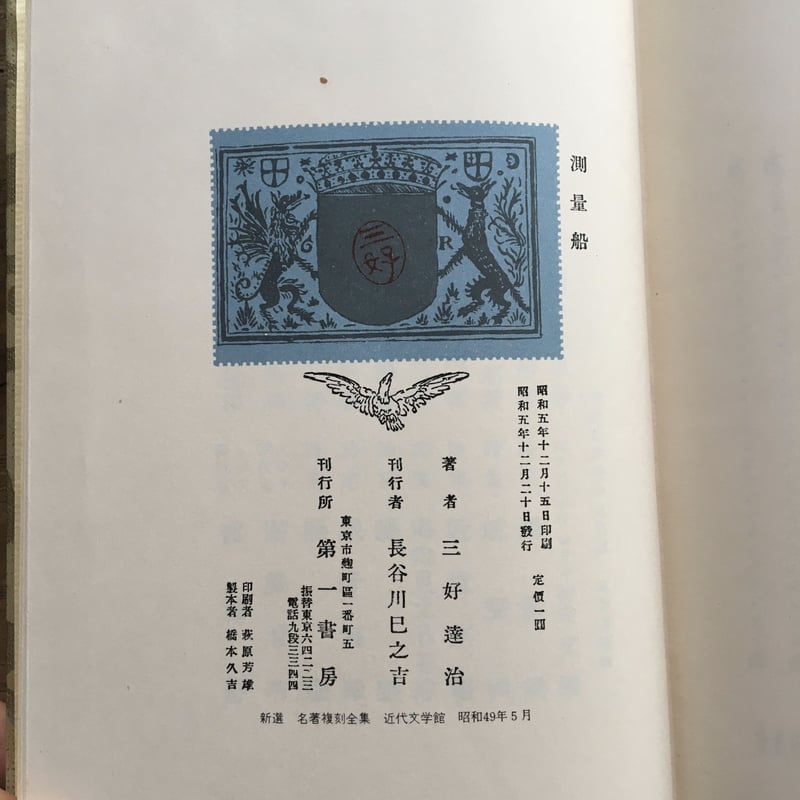 測量船
三好
R
昭和五年十二月十五日印刷
昭和五年十二月二十日發行
定價一圓
著者 三好達治
刊行者 長谷川巳之吉
刊行所 第一書房
東京市麴町區一番町五
振替東京六四二二三
電話九段三三四四
印刷者 萩原芳雄
製本者 橋本久吉
新選 名著複刻全集 近代文学館 昭和49年5月